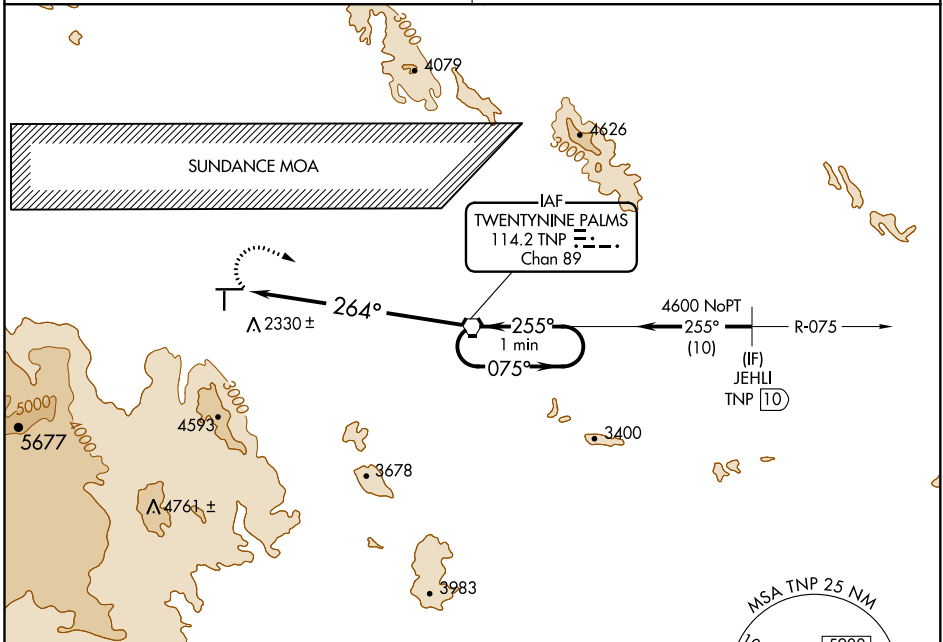 3000
4079
4626
3000
SUNDANCE MOA
IAF
TWENTYNINE PALMS
114.2 TNP
Chan 89
264°
2330 ±
255°
1 min
075°
4600 NoPT
255°
(10)
R-075
(IF)
JEHLI
TNP 10
3000
5000
4000
5677
4593
3400
3678
4761 ±
3983
MSA TNP 25 NM